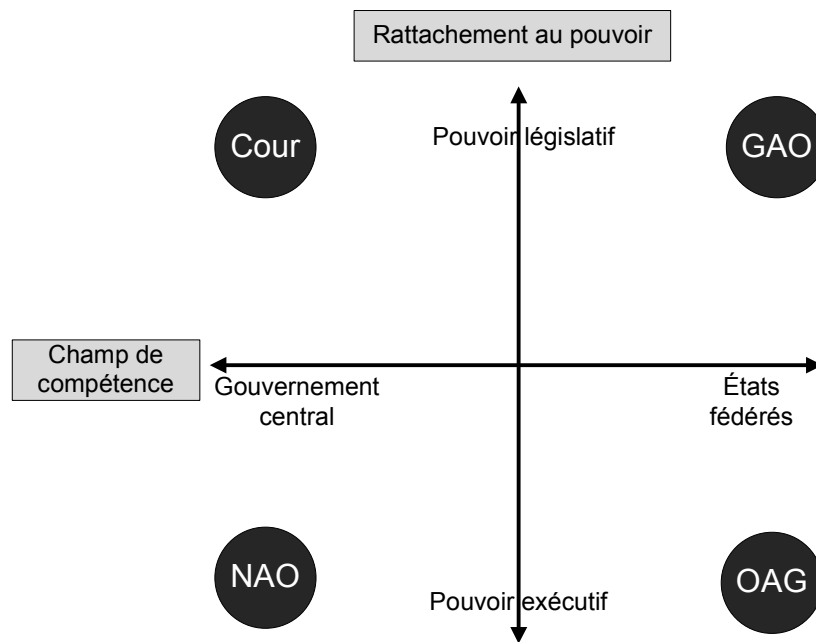 Rattachement au pouvoir
Cour
Pouvoir législatif
GAO
Champ de
compétence
Gouvernement
central
États
fédérés
NAO
Pouvoir exécutif
OAG